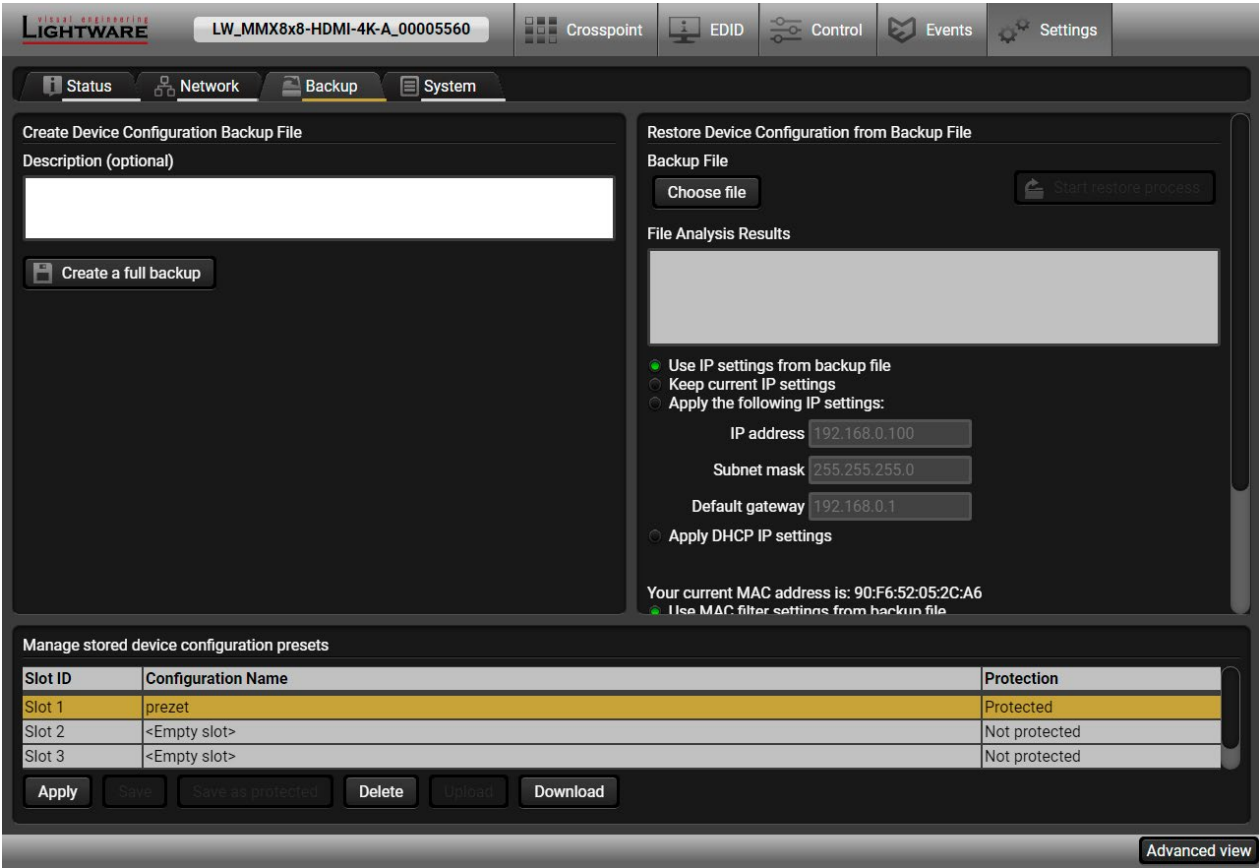 visual engineering
LIGHTWARE
LW_MMX8x8-HDMI-4K-A_00005560
Crosspoint
EDID
Control
Events
Settings
Status
Network
Backup
System
Create Device Configuration Backup File
Description (optional)
Create a full backup
Restore Device Configuration from Backup File
Backup File
Choose file
Start restore process
File Analysis Results
Use IP settings from backup file
Keep current IP settings
Apply the following IP settings:
IP address 192.168.0.100
Subnet mask 255.255.255.0
Default gateway 192.168.0.1
Apply DHCP IP settings
Your current MAC address is: 90:F6:52:05:2C:A6
Use MAC filter settings from backup file
Manage stored device configuration presets
Slot ID Configuration Name Protection
Slot 1 prezet Protected
Slot 2 <Empty slot> Not protected
Slot 3 <Empty slot> Not protected
Apply Save Save as protected Delete Upload Download
Advanced view